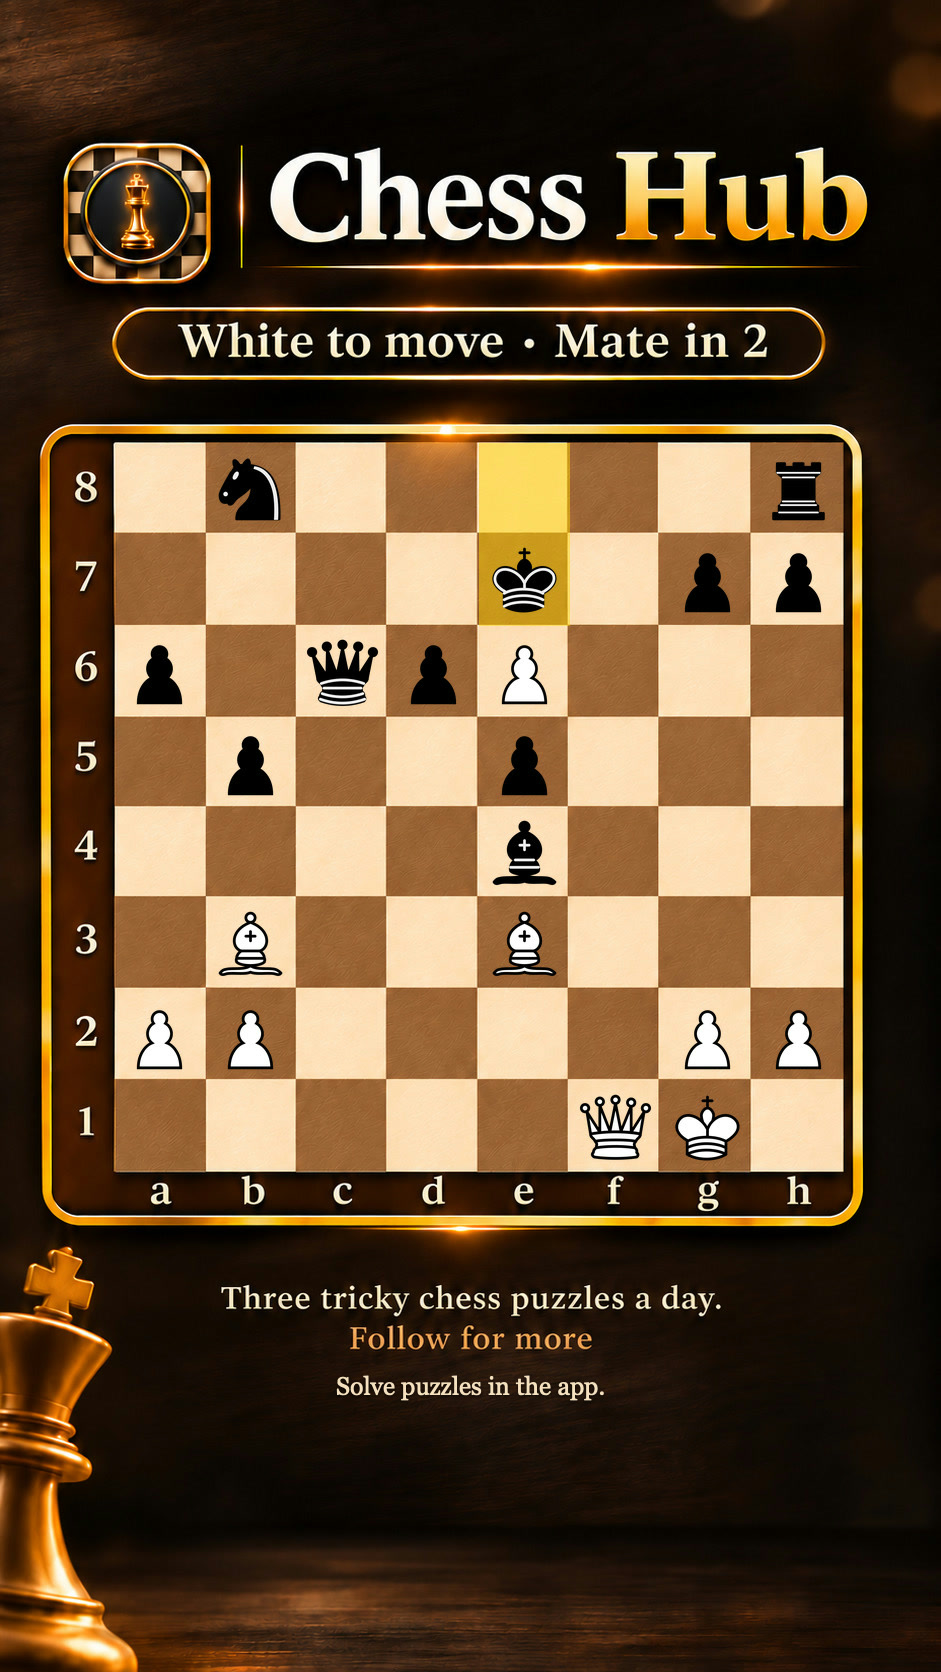 Chess Hub
White to move • Mate in 2
8
7
6
5
4
3
2
1
a b c d e f g h
Three tricky chess puzzles a day.
Follow for more
Solve puzzles in the app.